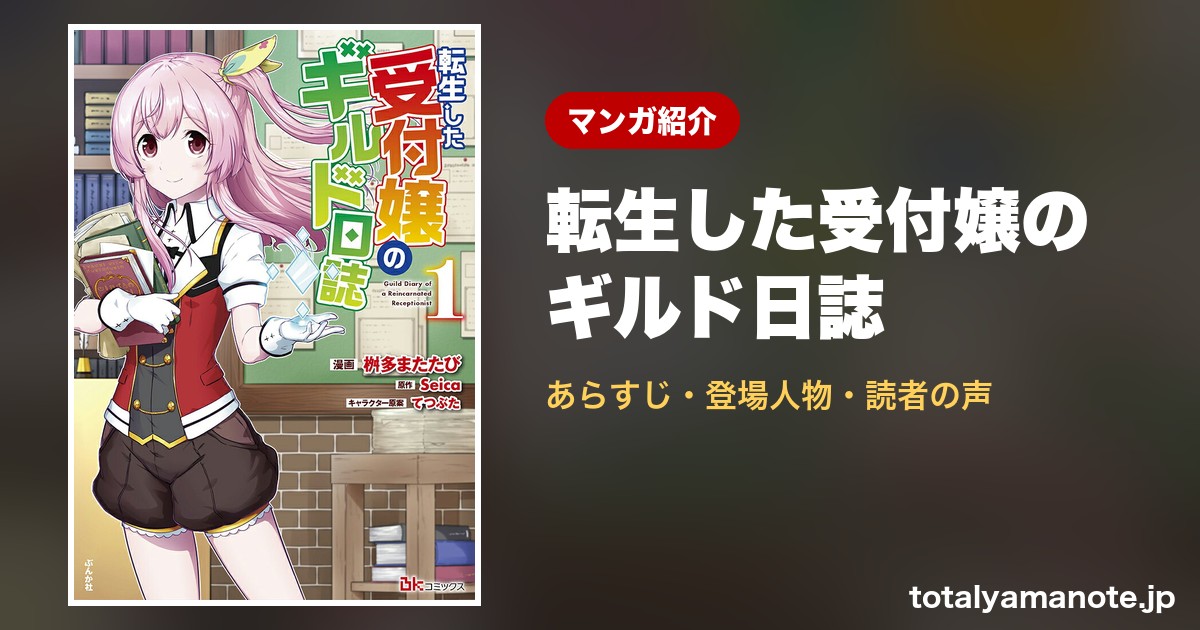 転生した
受付嬢の
ギルド日誌
Guild Diary of
a Reincarnated
Receptionist
1
漫画 桝多またたび
原作 Seica
キャラクター原案 てつぶた
ぶんか社
BKコミックス
マンガ紹介
転生した受付嬢の
ギルド日誌
あらすじ・登場人物・読者の声
totalyamanote.jp